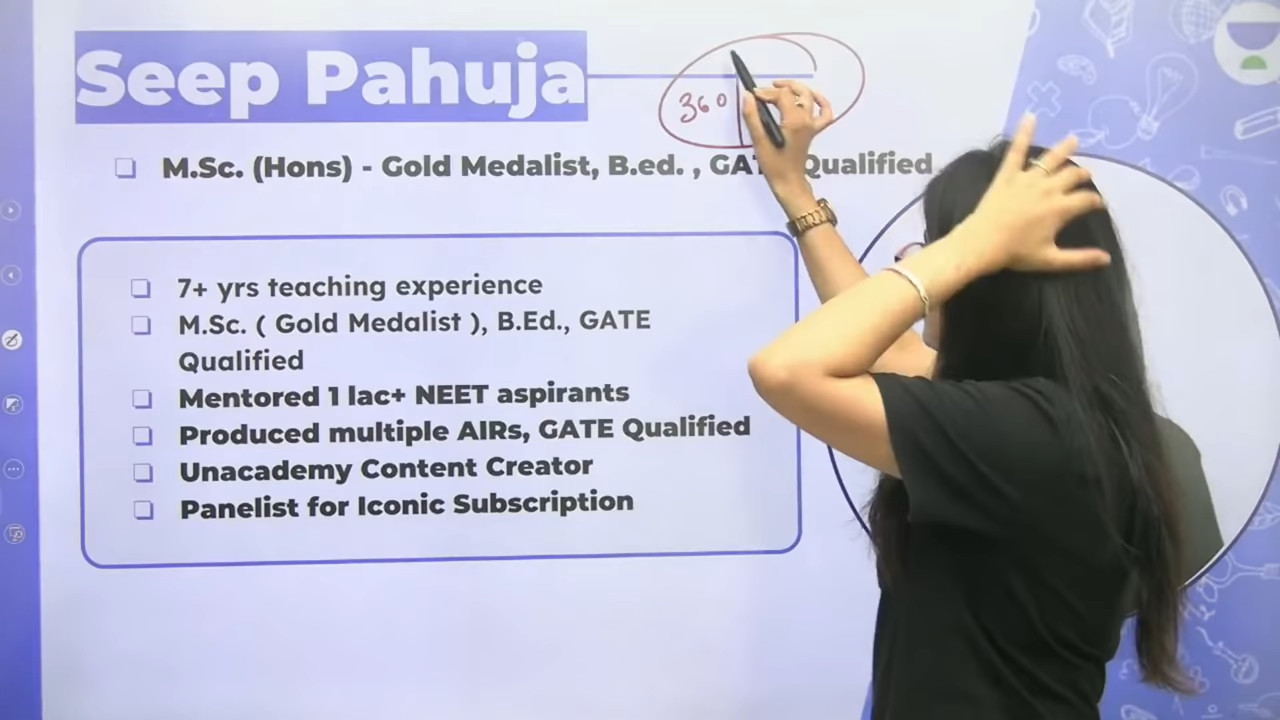 Seep Pahuja
360
M.Sc. (Hons) - Gold Medalist, B.ed. , Qualified
7+ yrs teaching experience
M.Sc. ( Gold Medalist ), B.Ed., GATE
Qualified
Mentored 1 lac+ NEET aspirants
Produced multiple AIRs, GATE Qualified
Unacademy Content Creator
Panelist for Iconic Subscription